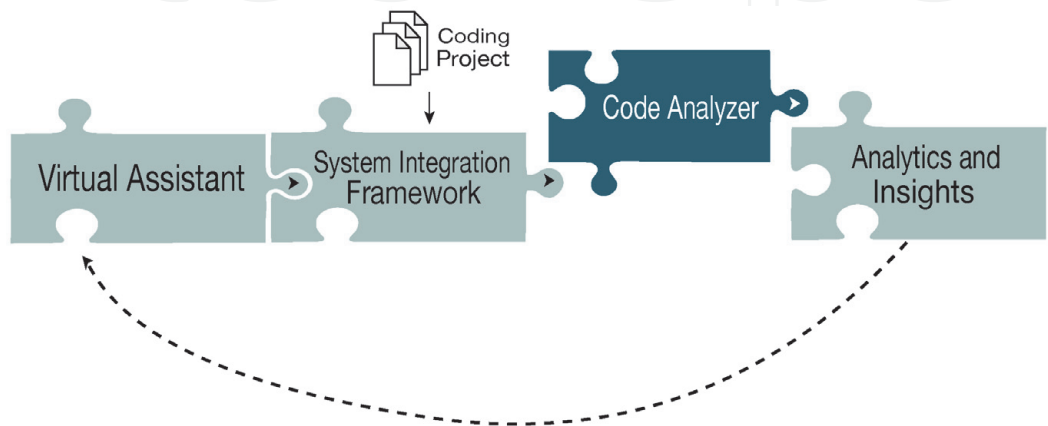 Coding
Project
Virtual Assistant
System Integration
Framework
Code Analyzer
Analytics and
Insights